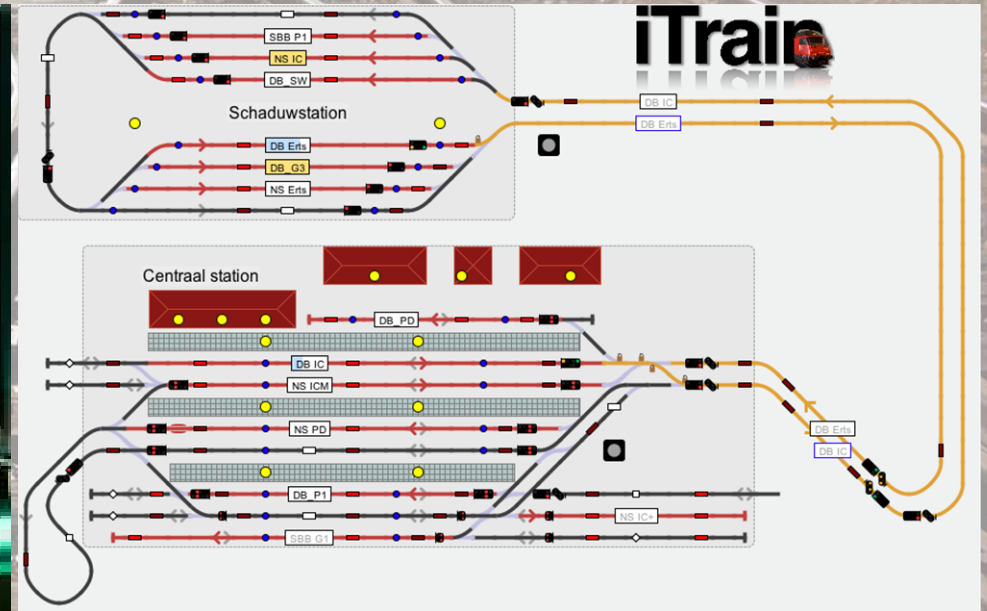 iTrain
SBB P1
NS IC
DB_SW
DB IC
Schaduwstation
DB Erts
DB Erts
DB_G3
NS Erts
Centraal station
DB_PD
DB IC
NS ICM
NS PD
DB Erts
DB IC
DB_P1
NS IC+
SBB G1